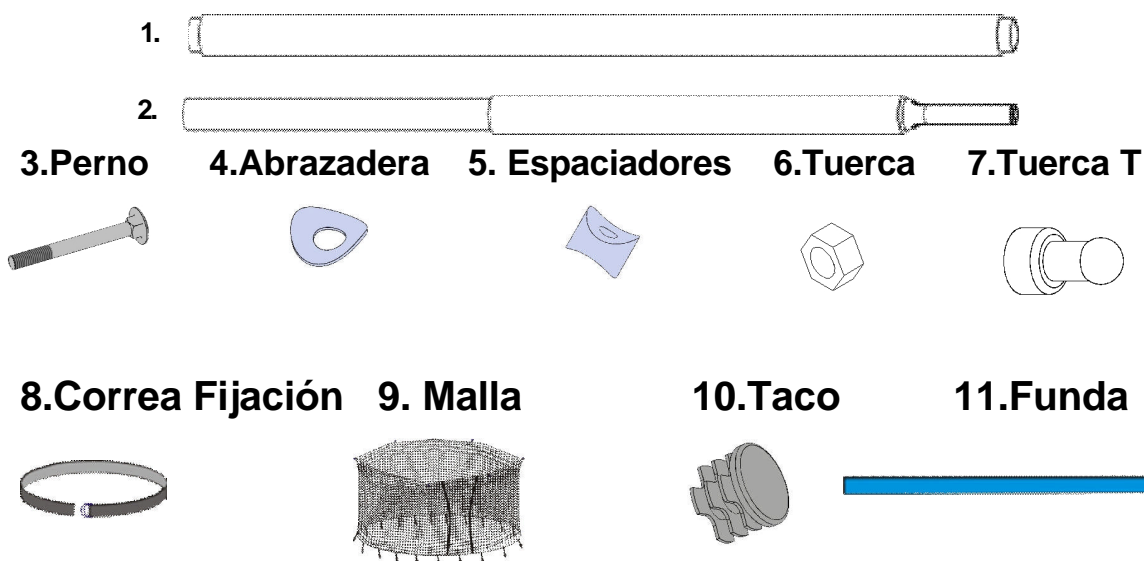 1.
2.
3.Perno 4.Abrazadera 5. Espaciadores 6.Tuerca 7.Tuerca T
8.Correa Fijación 9. Malla 10.Taco 11.Funda